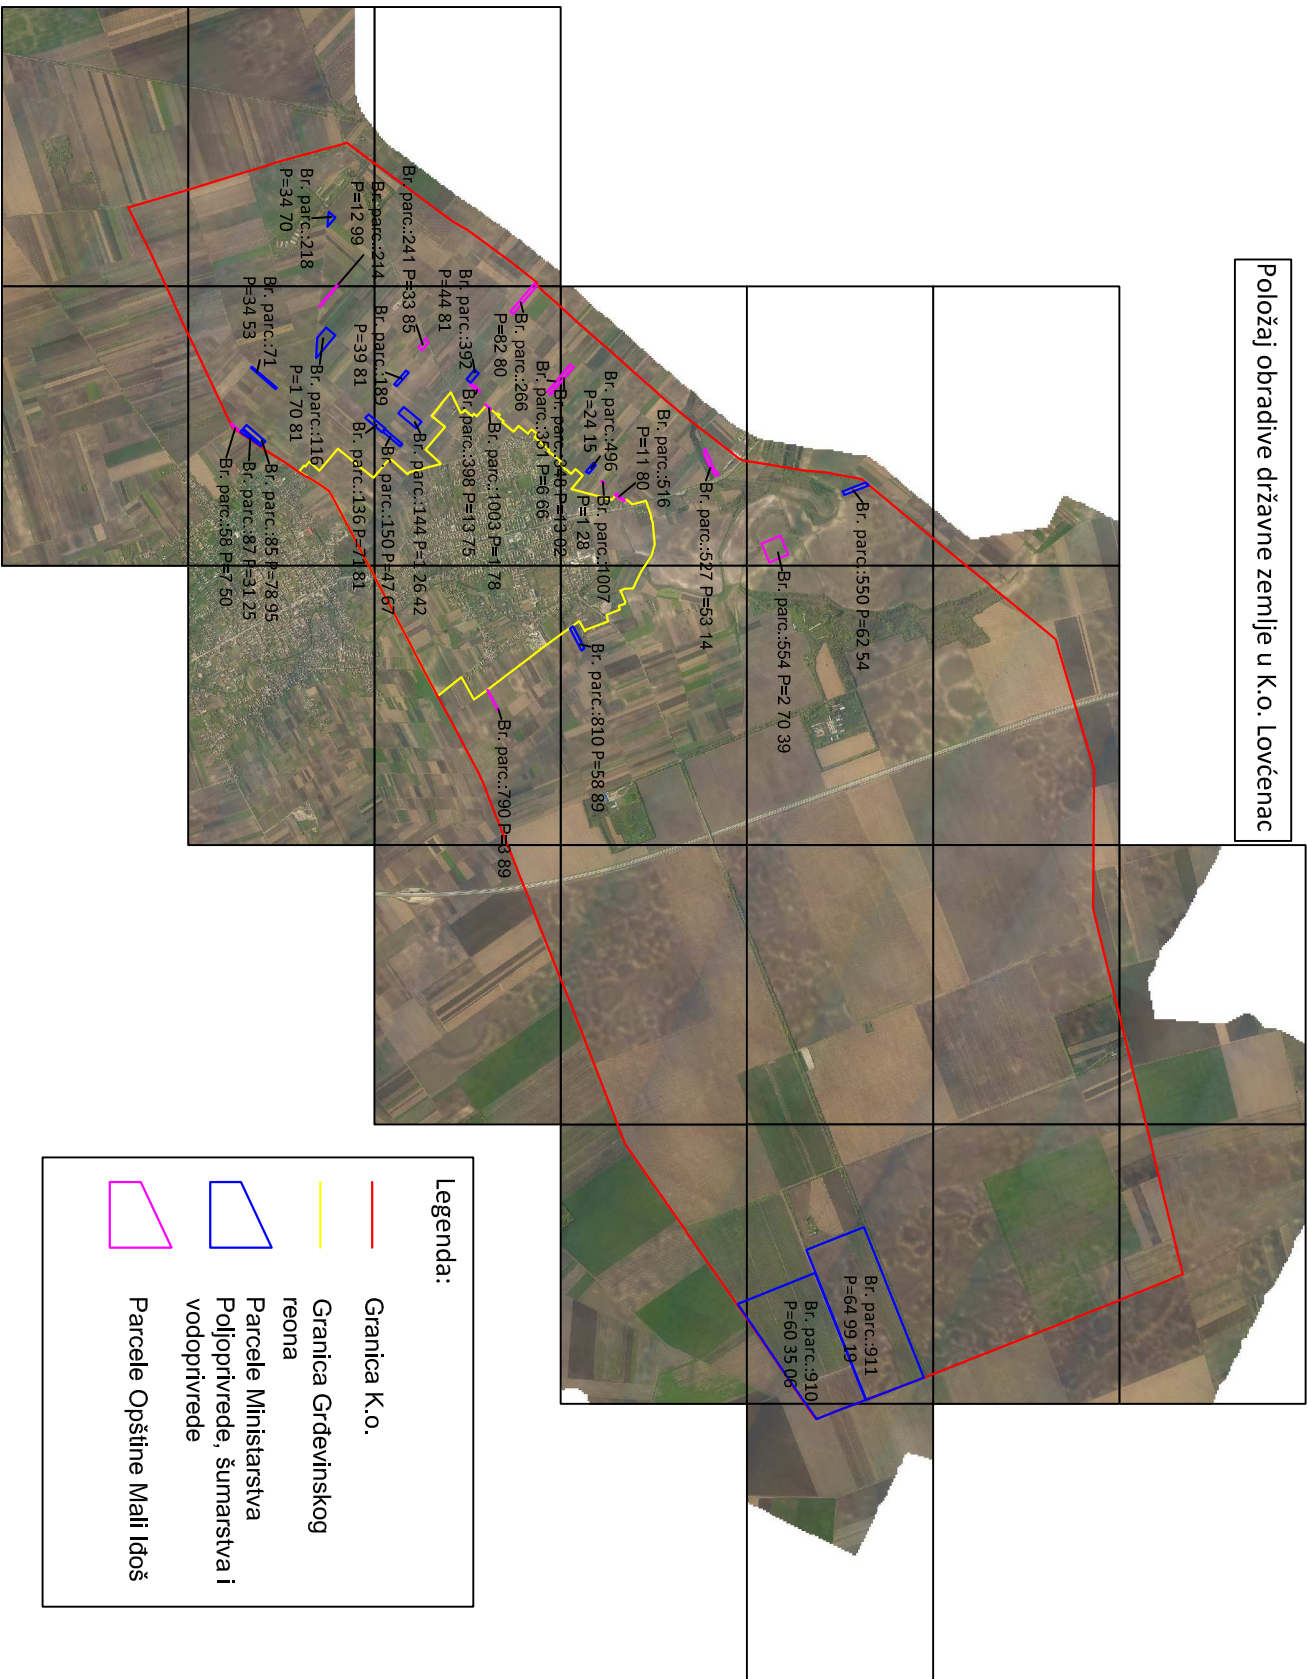 Položaj obradive državne zemlje u K.o. Lovćenac
Br. parc.:550 P=62 54
Br. parc.:554 P=2 70 39
Br. parc.:527 P=53 14
Br. parc.:516
P=11 80
Br. parc.:496
P=24 15
Br. parc.:1007
P=1 28
Br. parc.:810 P=58 89
Br. parc.:348 P=13 02
Br. parc.:351 P=6 66
Br. parc.:266
P=82 80
Br. parc.:1003 P=1 78
Br. parc.:398 P=13 75
Br. parc.:392
P=44 81
Br. parc.:790 P=3 89
Br. parc.:241 P=33 85
Br. parc.:144 P=1 26 42
Br. parc.:150 P=47 67
Br. parc.:136 P=71 81
Br. parc.:189
P=39 81
Br. parc.:214
P=12 99
Br. parc.:116
P=1 70 81
Br. parc.:218
P=34 70
Br. parc.:71
P=34 53
Br. parc.:85 P=78 95
Br. parc.:87 P=31 25
Br. parc.:58 P=7 50
Br. parc.:911
P=64 99 19
Br. parc.:910
P=60 35 06
Legenda:
Granica K.o.
Granica Grđevinskog
reona
Parcele Ministarstva
Poljoprivrede, šumarstva i
vodoprivrede
Parcele Opštine Mali Iđoš